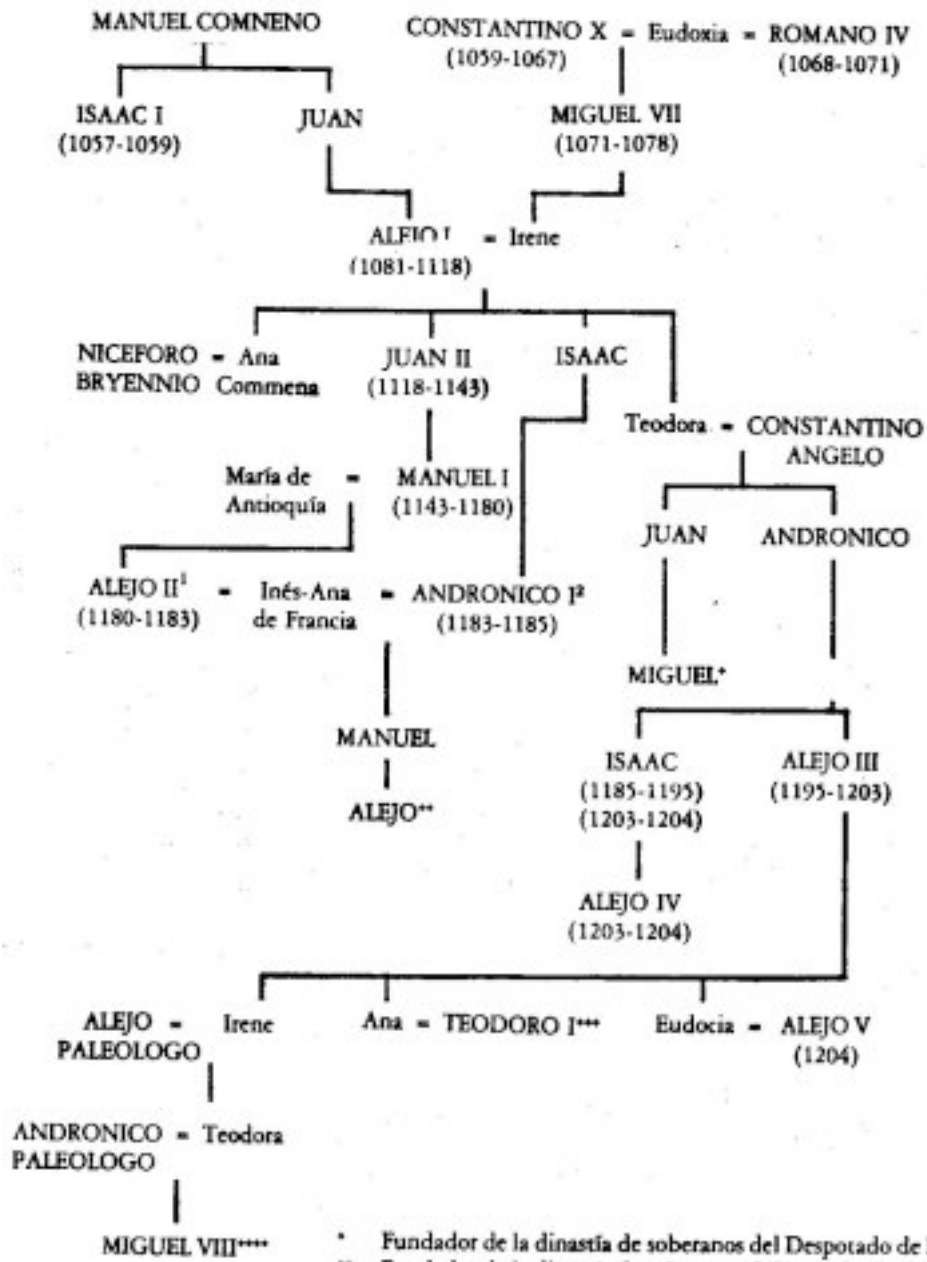 MANUEL COMNENO
CONSTANTINO X = Eudoxia = ROMANO IV
(1059-1067) (1068-1071)
ISAAC I JUAN MIGUEL VII
(1057-1059) (1071-1078)
ALEJO I = Irene
(1081-1118)
NICEFORO = Ana JUAN II ISAAC
BRYENNIO Commena (1118-1143)
Teodora = CONSTANTINO
ANGELO
María de = MANUEL I
Antioquía (1143-1180)
JUAN ANDRONICO
ALEJO II¹ = Inés-Ana = ANDRONICO I²
(1180-1183) de Francia (1183-1185)
MIGUEL*
MANUEL
ISAAC ALEJO III
(1185-1195) (1195-1203)
(1203-1204)
ALEJO**
ALEJO IV
(1203-1204)
ALEJO = Irene Ana = TEODORO I*** Eudocia = ALEJO V
PALEOLOGO (1204)
ANDRONICO = Teodora
PALEOLOGO
MIGUEL VIII****
* Fundador de la dinastía de soberanos del Despotado de